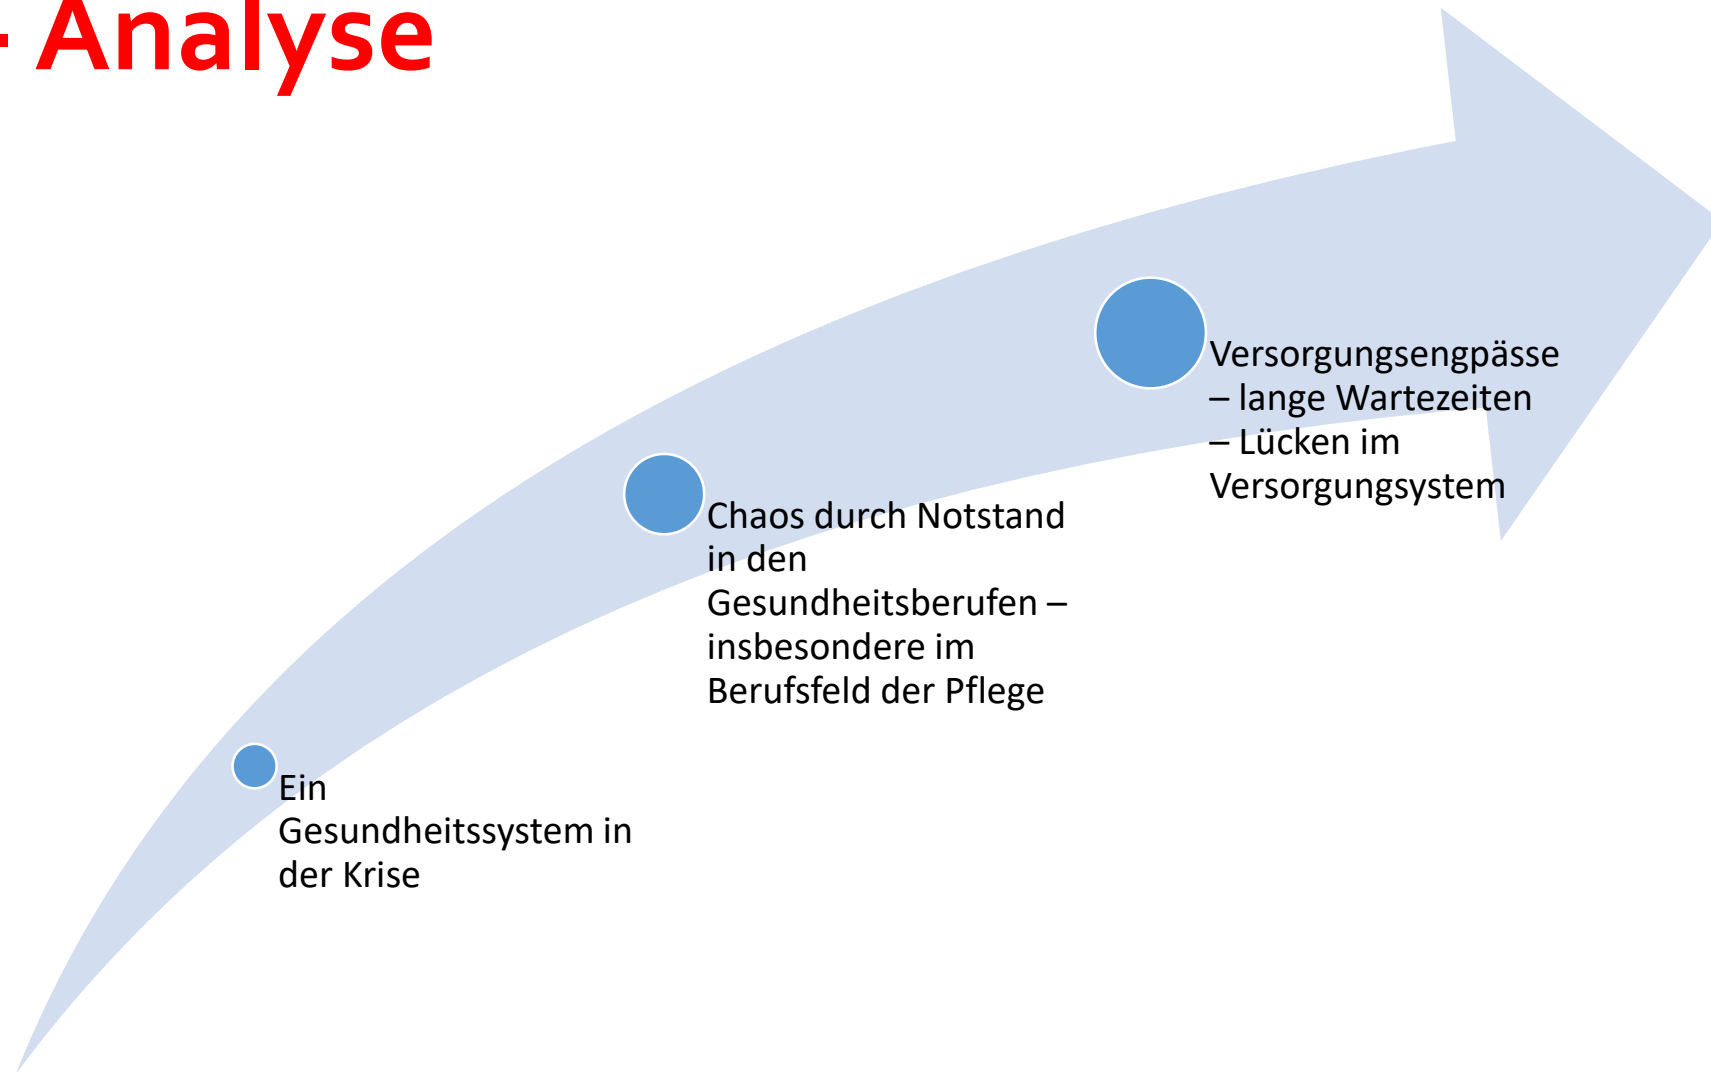 - Analyse
Versorgungsengpässe
– lange Wartezeiten
– Lücken im
Versorgungsystem
Chaos durch Notstand
in den
Gesundheitsberufen –
insbesondere im
Berufsfeld der Pflege
Ein
Gesundheitssystem in
der Krise